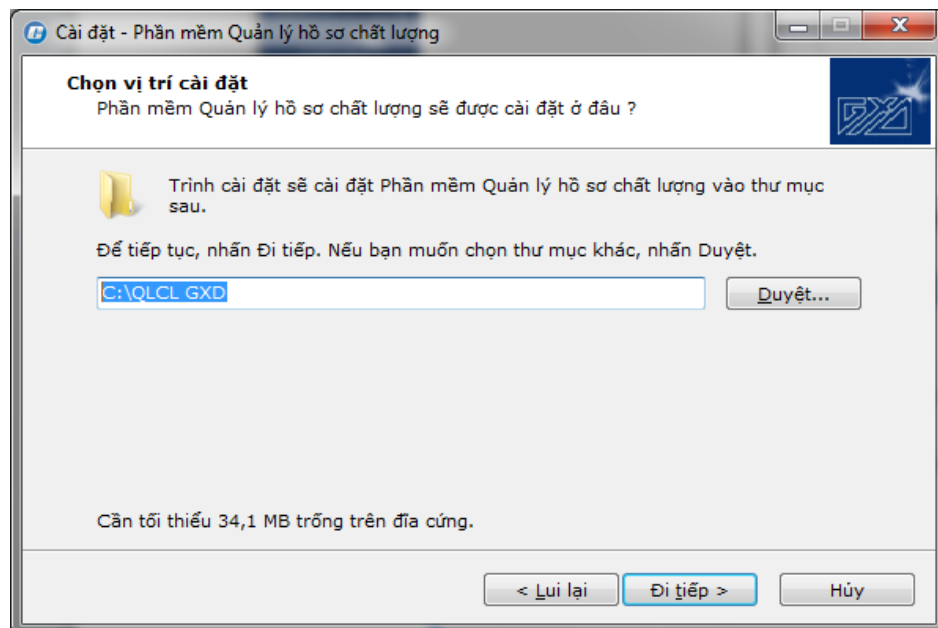 Cài đặt - Phần mềm Quản lý hồ sơ chất lượng
Chọn vị trí cài đặt
Phần mềm Quản lý hồ sơ chất lượng sẽ được cài đặt ở đâu ?
GXD
Trình cài đặt sẽ cài đặt Phần mềm Quản lý hồ sơ chất lượng vào thư mục
sau.
Để tiếp tục, nhấn Đi tiếp. Nếu bạn muốn chọn thư mục khác, nhấn Duyệt.
C:\QLCL GXD
Duyệt...
Cần tối thiểu 34,1 MB trống trên đĩa cứng.
< Lui lại
Đi tiếp >
Hủy